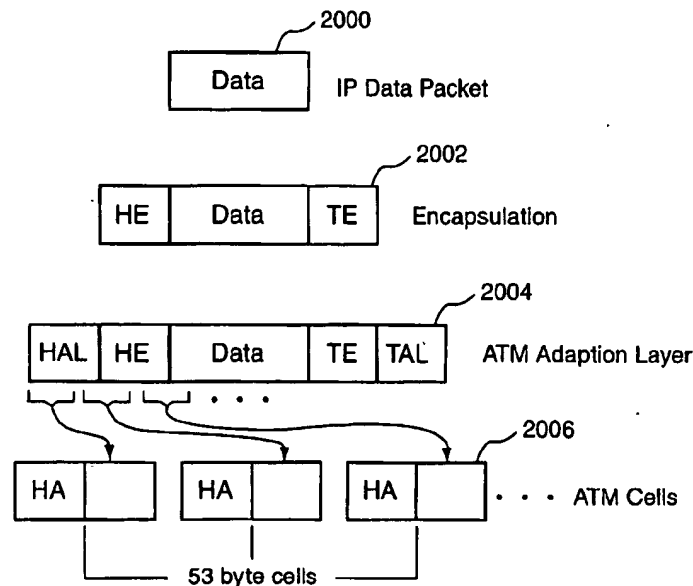 2000
Data
IP Data Packet
2002
HE Data TE
Encapsulation
2004
HAL HE Data TE TAL
ATM Adaption Layer
2006
HA HA HA
ATM Cells
53 byte cells